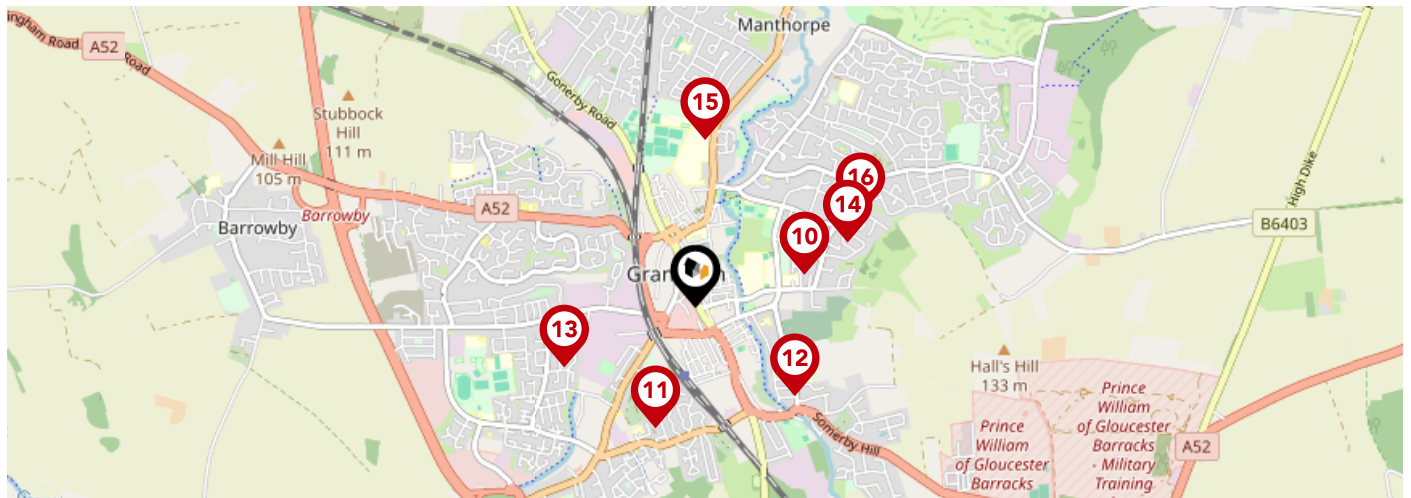 Manthorpe
ingham Road
A52
Road
Gonerby Road
15
Stubbock
Hill
111 m
Mill Hill
105 m
High Dike
16
A52
14
Barrowby
Barrowby
B6403
10
13
12
Hall's Hill
133 m
11
Prince
William
of Gloucester
Barracks
- Military
Training
Somerby Hill
Prince
William
of Gloucester
Barracks
A52